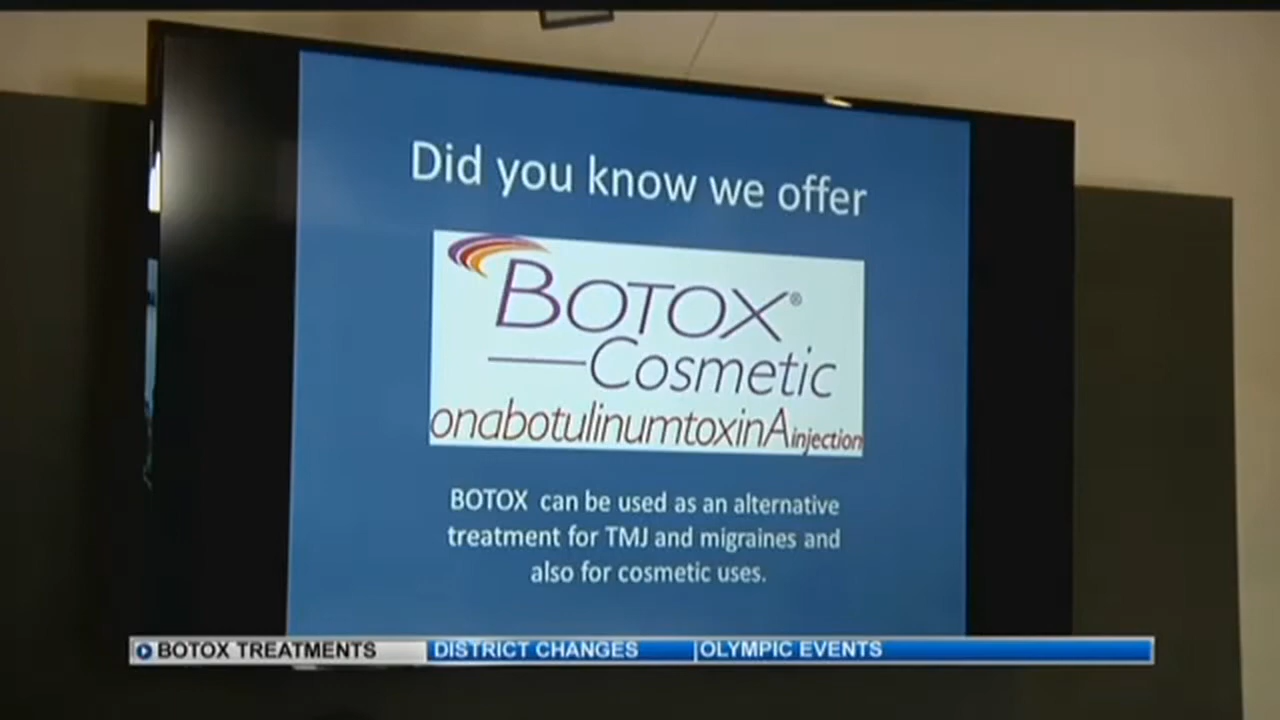 Did you know we offer
BOTOX®
Cosmetic
onabotulinumtoxinA injection
BOTOX can be used as an alternative
treatment for TMJ and migraines and
also for cosmetic uses.
BOTOX TREATMENTS DISTRICT CHANGES OLYMPIC EVENTS